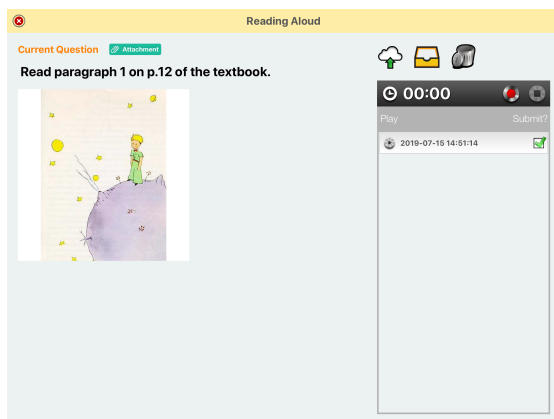 Reading Aloud
Current Question
Attachment
Read paragraph 1 on p.12 of the textbook.
00:00
Play
Submit?
2019-07-15 14:51:14